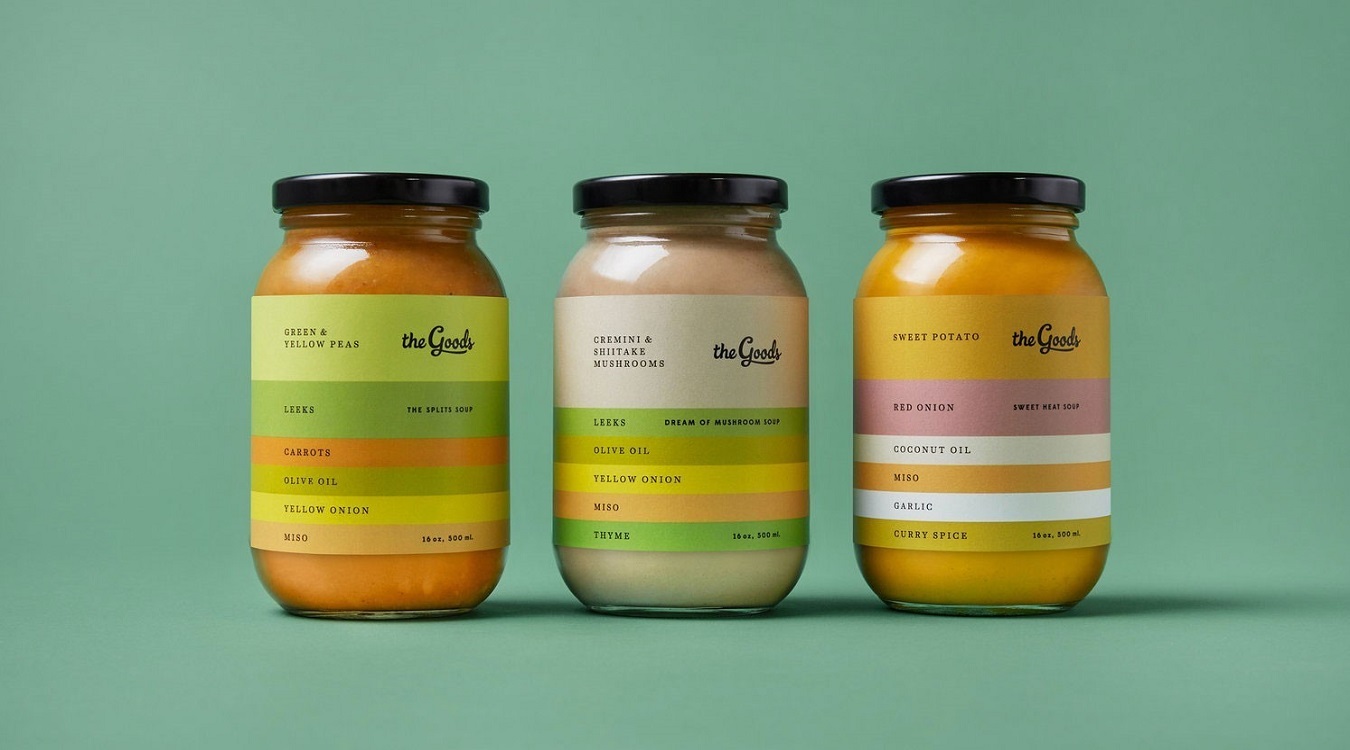 GREEN &
YELLOW PEAS
the Goods
LEEKS
THE SPLITS SOUP
CARROTS
OLIVE OIL
YELLOW ONION
MISO
16 oz, 500 ml.
CREMINI &
SHIITAKE
MUSHROOMS
the Goods
LEEKS
DREAM OF MUSHROOM SOUP
OLIVE OIL
YELLOW ONION
MISO
THYME
16 oz, 500 ml.
SWEET POTATO
the Goods
RED ONION
SWEET HEAT SOUP
COCONUT OIL
MISO
GARLIC
CURRY SPICE
16 oz, 500 ml.